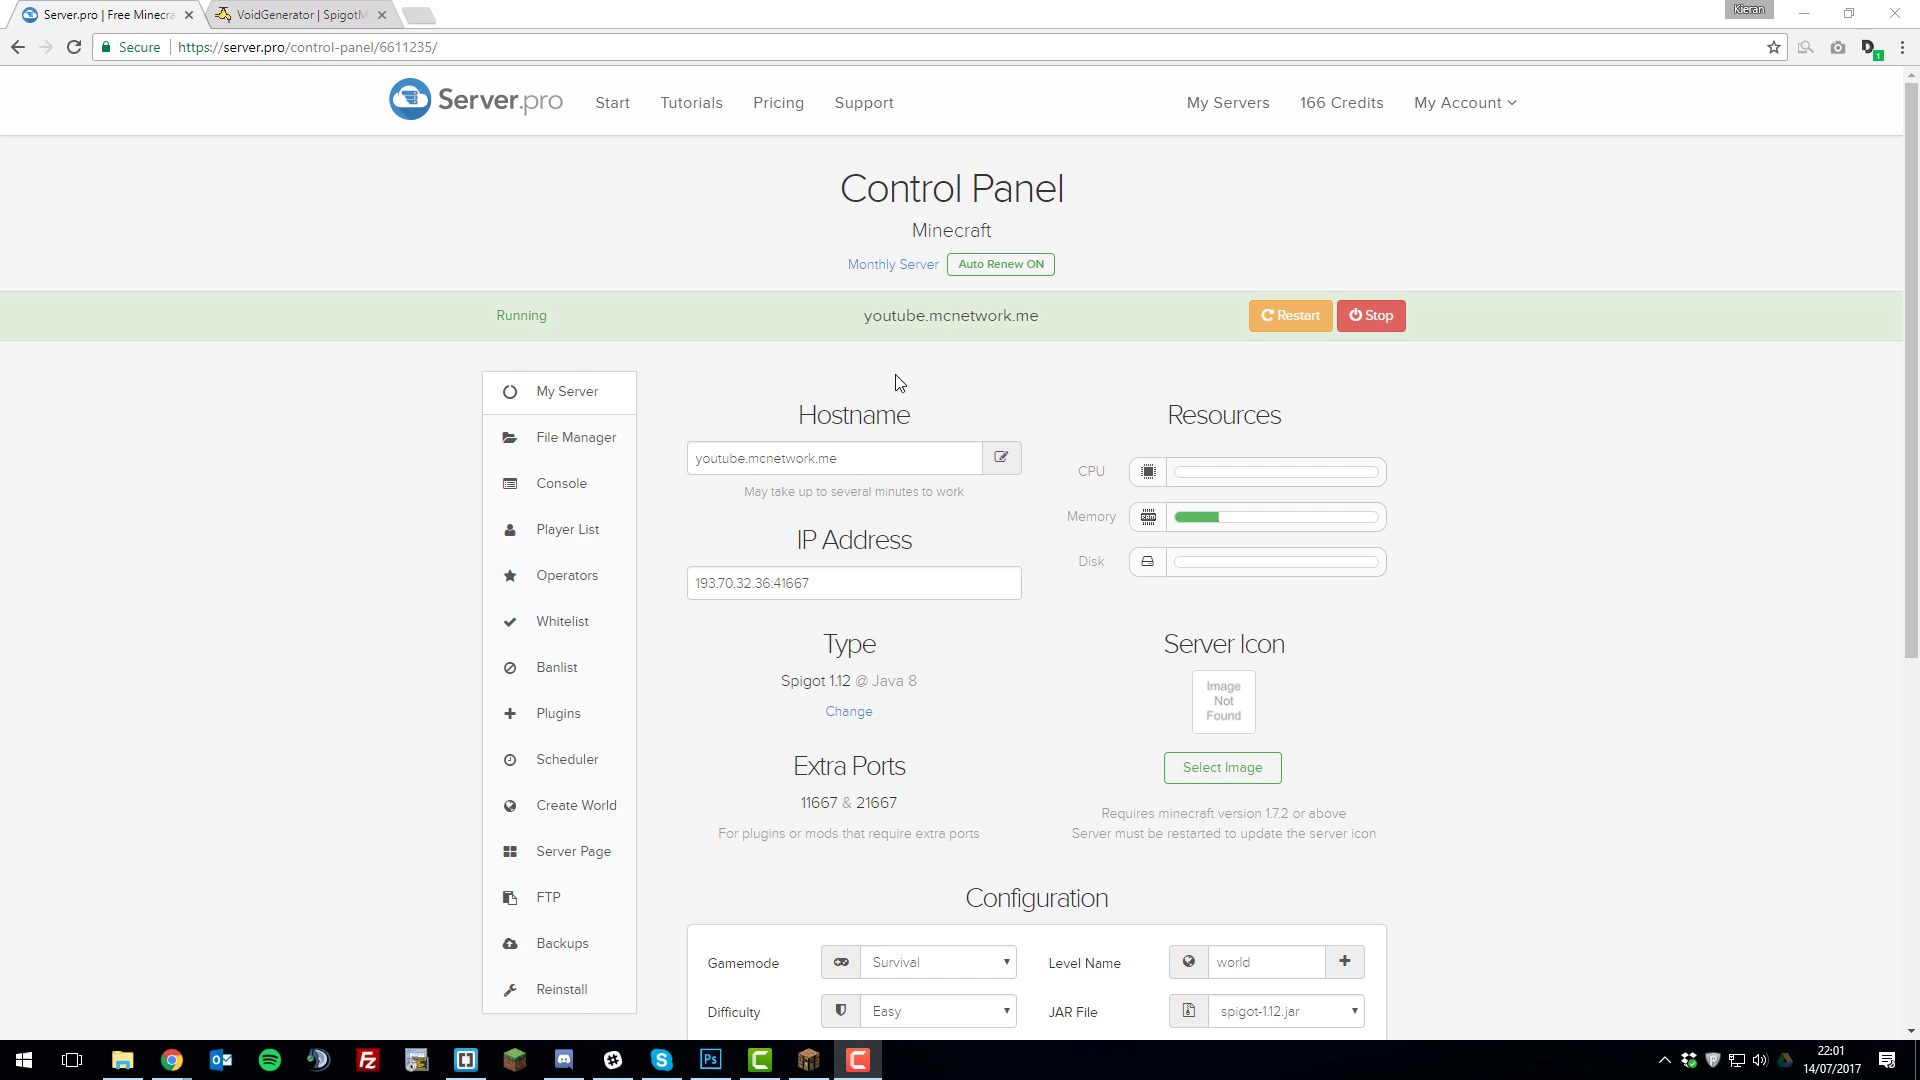 Server.pro | Free Minecra
VoidGenerator | SpigotM
Kieran
Secure
https://server.pro/control-panel/6611235/
1
Server.pro
Start
Tutorials
Pricing
Support
My Servers
166 Credits
My Account
Control Panel
Minecraft
Monthly Server
Auto Renew ON
Running
youtube.mcnetwork.me
Restart
Stop
My Server
File Manager
Console
Player List
Operators
Whitelist
Banlist
Plugins
Scheduler
Create World
Server Page
FTP
Backups
Reinstall
Hostname
youtube.mcnetwork.me
May take up to several minutes to work
IP Address
193.70.32.36:41667
Type
Spigot 1.12 @ Java 8
Change
Extra Ports
11667 & 21667
For plugins or mods that require extra ports
Resources
CPU
Memory
Disk
Server Icon
Image
Not
Found
Select Image
Requires minecraft version 1.7.2 or above
Server must be restarted to update the server icon
Configuration
Gamemode
Survival
Level Name
world
Difficulty
Easy
JAR File
spigot-1.12.jar
22:01
14/07/2017